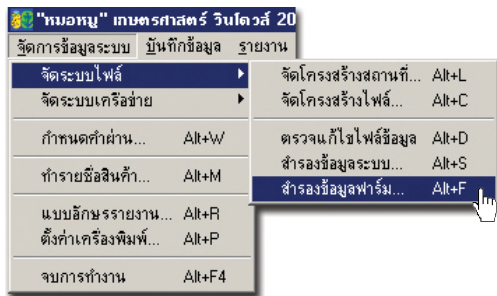 "หมอหมู" เกษตรศาสตร์ วินโดวส์ 20
จัดการข้อมูลระบบ บันทึกข้อมูล รายงาน
จัดระบบไฟล์
จัดระบบเครือข่าย
กำหนดคำผ่าน... Alt+W
ทำรายชื่อสินค้า... Alt+M
แบบอักษรรายงาน... Alt+R
ตั้งค่าเครื่องพิมพ์... Alt+P
จบการทำงาน Alt+F4
จัดโครงสร้างสถานที่... Alt+L
จัดโครงสร้างไฟล์... Alt+C
ตรวจแก้ไขไฟล์ข้อมูล Alt+D
สำรองข้อมูลระบบ... Alt+S
สำรองข้อมูลฟาร์ม... Alt+F